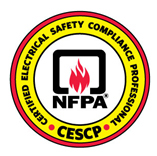 CERTIFIED ELECTRICAL SAFETY COMPLIANCE PROFESSIONAL
NFPA®
• CESCP •